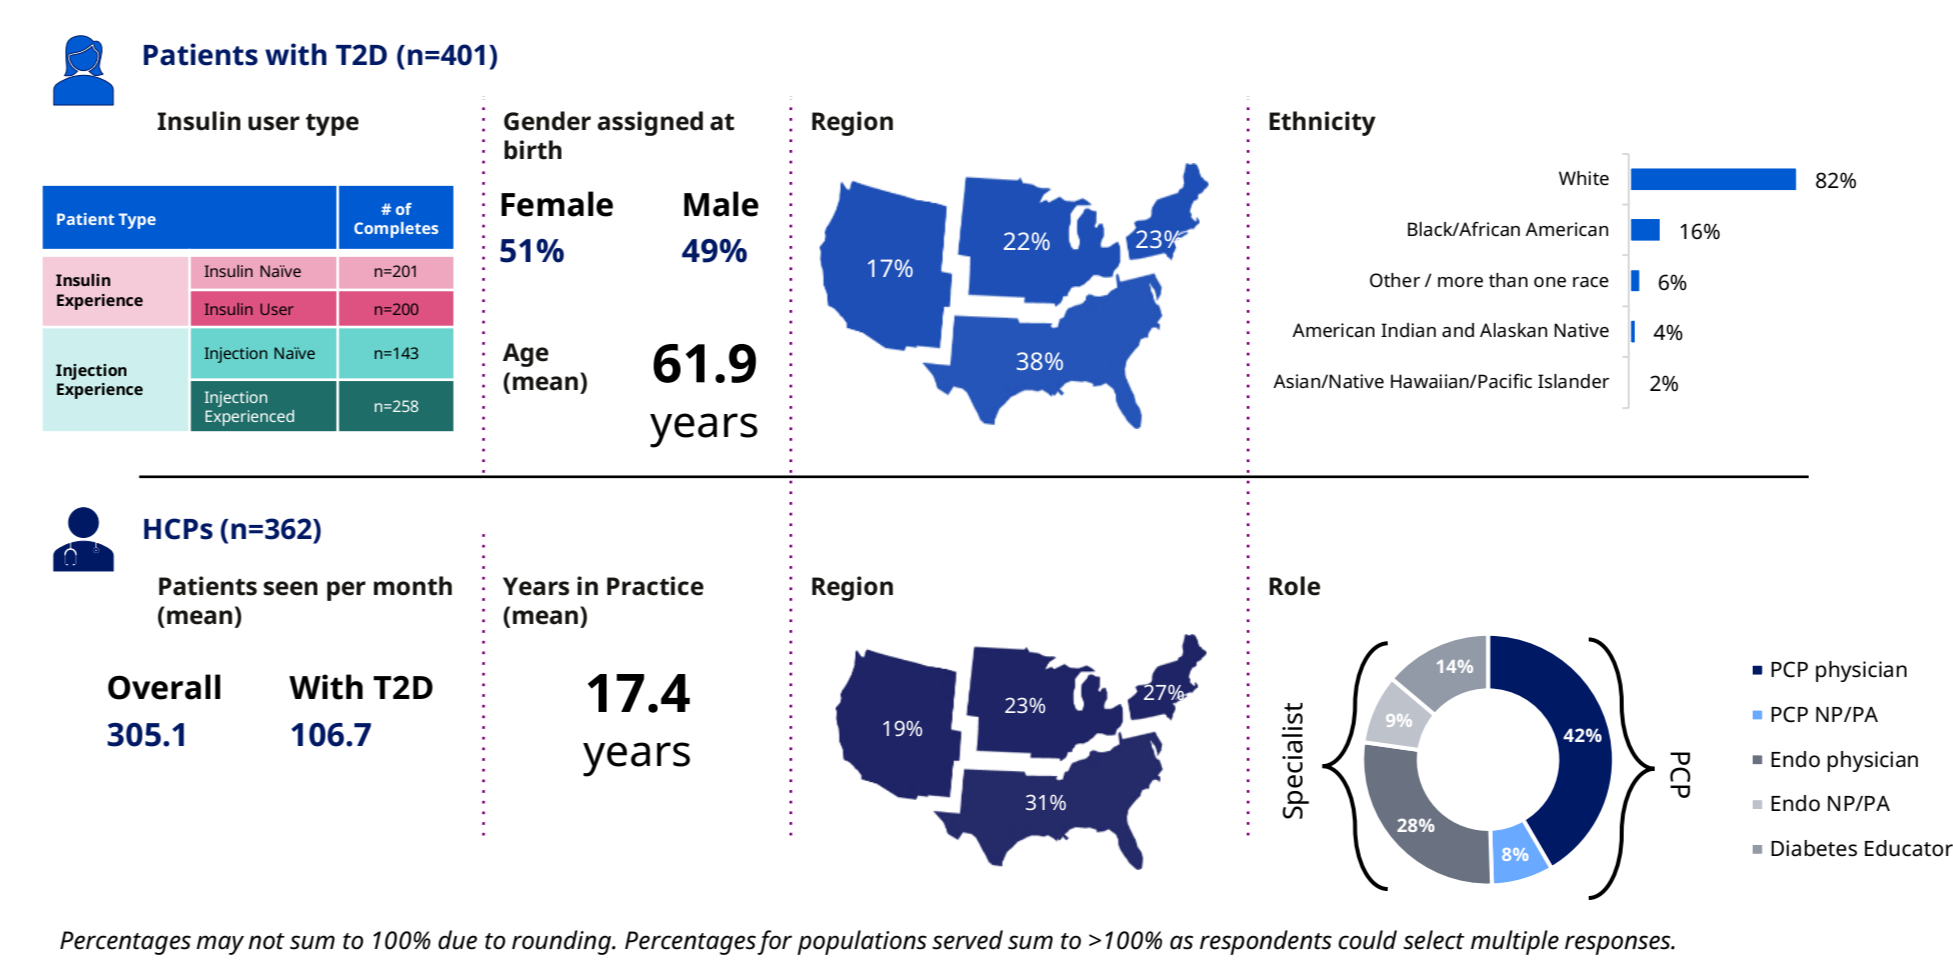 Patients with T2D (n=401)
Insulin user type
Patient Type
# of
Completes
Insulin
Experience
Insulin Naïve
n=201
Insulin User
n=200
Injection
Experience
Injection Naïve
n=143
Injection
Experienced
n=258
Gender assigned at
birth
Female
Male
51%
49%
Age
(mean)
61.9
years
Region
17%
22%
23%
38%
Ethnicity
White
82%
Black/African American
16%
Other / more than one race
6%
American Indian and Alaskan Native
4%
Asian/Native Hawaiian/Pacific Islander
2%
HCPs (n=362)
Patients seen per month
(mean)
Overall
With T2D
305.1
106.7
Years in Practice
(mean)
17.4
years
Region
19%
23%
27%
31%
Role
Specialist
14%
9%
28%
8%
42%
PCP
PCP physician
PCP NP/PA
Endo physician
Endo NP/PA
Diabetes Educator
Percentages may not sum to 100% due to rounding. Percentages for populations served sum to >100% as respondents could select multiple responses.